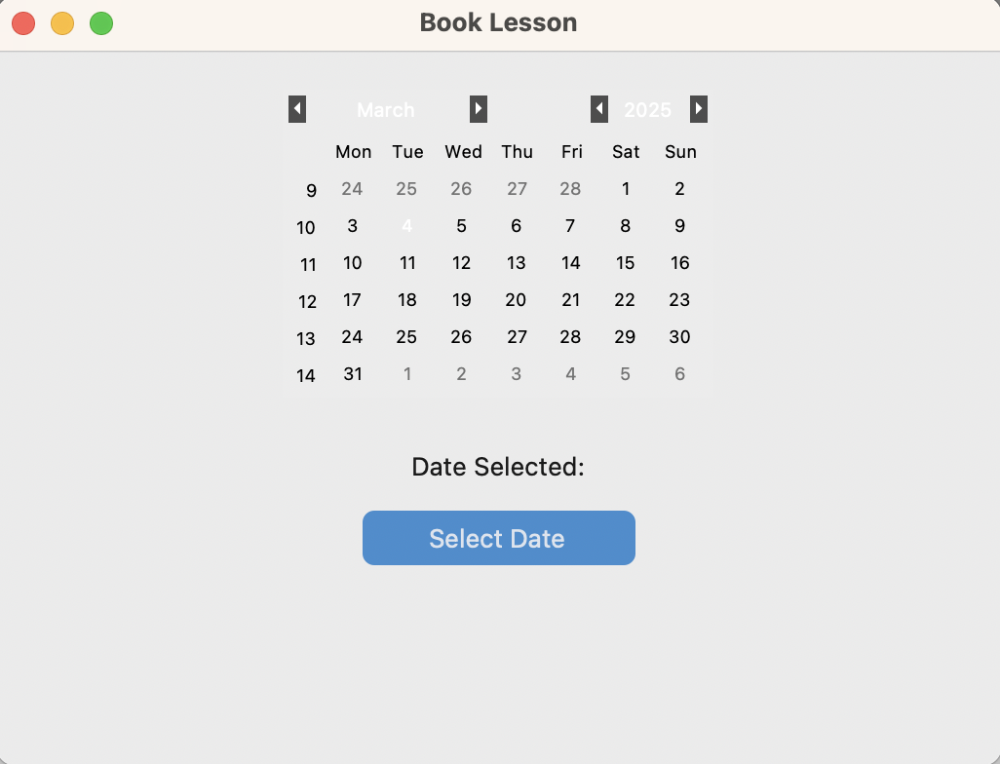 Book Lesson
March 2025
Mon Tue Wed Thu Fri Sat Sun
9 24 25 26 27 28 1 2
10 3 4 5 6 7 8 9
11 10 11 12 13 14 15 16
12 17 18 19 20 21 22 23
13 24 25 26 27 28 29 30
14 31 1 2 3 4 5 6
Date Selected:
Select Date